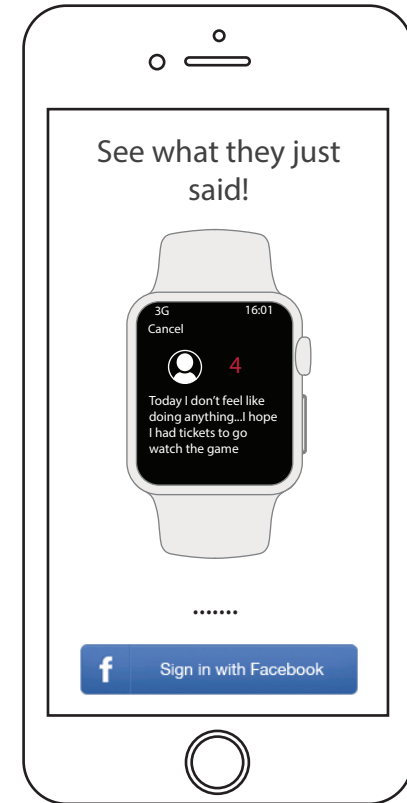 See what they just
said!
3G 16:01
Cancel
4
Today I don't feel like
doing anything...I hope
I had tickets to go
watch the game
.......
f Sign in with Facebook